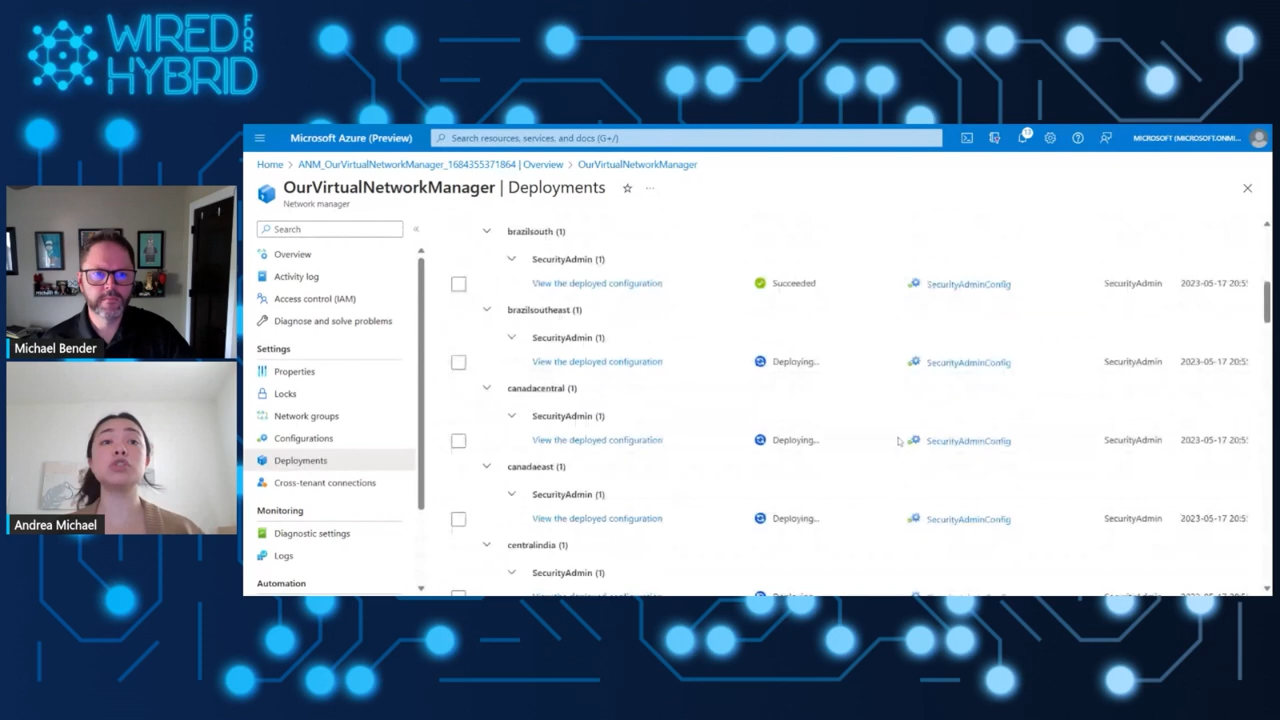 WIRED FOR
HYBRID
Microsoft Azure (Preview)
Search resources, services, and docs (G+/)
13
MICROSOFT (MICROSOFT.ONMI...
Home > ANM_OurVirtualNetworkManager_1684355371864 | Overview > OurVirtualNetworkManager
OurVirtualNetworkManager | Deployments
Network manager
Search
Overview
Activity log
Access control (IAM)
Diagnose and solve problems
Settings
Properties
Locks
Network groups
Configurations
Deployments
Cross-tenant connections
Monitoring
Diagnostic settings
Logs
Automation
brazilsouth (1)
SecurityAdmin (1)
View the deployed configuration Succeeded SecurityAdminConfig SecurityAdmin 2023-05-17 20:5
brazilsoutheast (1)
SecurityAdmin (1)
View the deployed configuration Deploying... SecurityAdminConfig SecurityAdmin 2023-05-17 20:5
canadacentral (1)
SecurityAdmin (1)
View the deployed configuration Deploying... SecurityAdminConfig SecurityAdmin 2023-05-17 20:5
canadaeast (1)
SecurityAdmin (1)
View the deployed configuration Deploying... SecurityAdminConfig SecurityAdmin 2023-05-17 20:5
centralindia (1)
SecurityAdmin (1)
Michael Bender
Andrea Michael